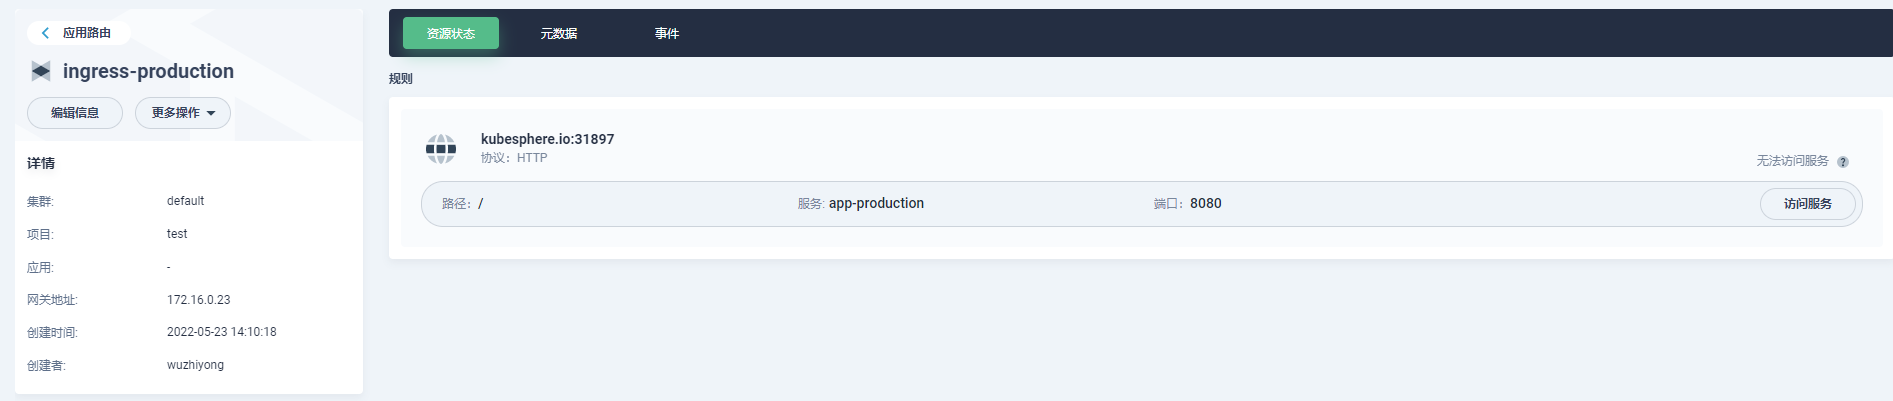 应用路由
ingress-production
编辑信息
更多操作
详情
集群: default
项目: test
应用: -
网关地址: 172.16.0.23
创建时间: 2022-05-23 14:10:18
创建者: wuzhiyong
资源状态 元数据 事件
规则
kubesphere.io:31897
协议：HTTP
无法访问服务 ?
路径：/ 服务: app-production 端口：8080 访问服务